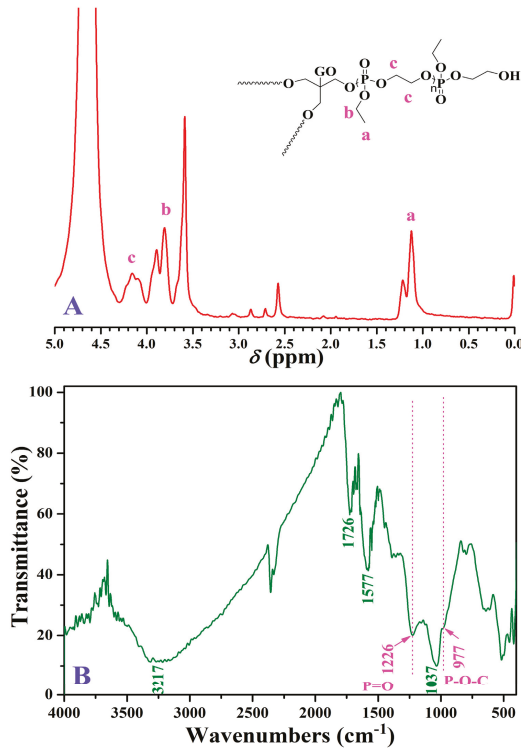 GO
O
O
O
P
O
O
b
a
c
c
O
O
P
n
O
O
O
OH
c
b
a
A
5.0 4.5 4.0 3.5 3.0 2.5 2.0 1.5 1.0 0.5 0.0
δ (ppm)
Transmittance (%)
100
80
60
40
20
0
3217
1726
1577
1226
P=O
1037
977
P-O-C
B
4000 3500 3000 2500 2000 1500 1000 500
Wavenumbers (cm-1)